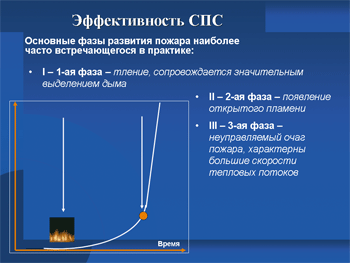 Эффективность СПС
Основные фазы развития пожара наиболее
часто встречающегося в практике:
• I – 1-ая фаза – тление, сопровождается значительным
выделением дыма
• II – 2-ая фаза – появление
открытого пламени
• III – 3-ая фаза –
неуправляемый очаг
пожара, характерны
большие скорости
тепловых потоков
Время